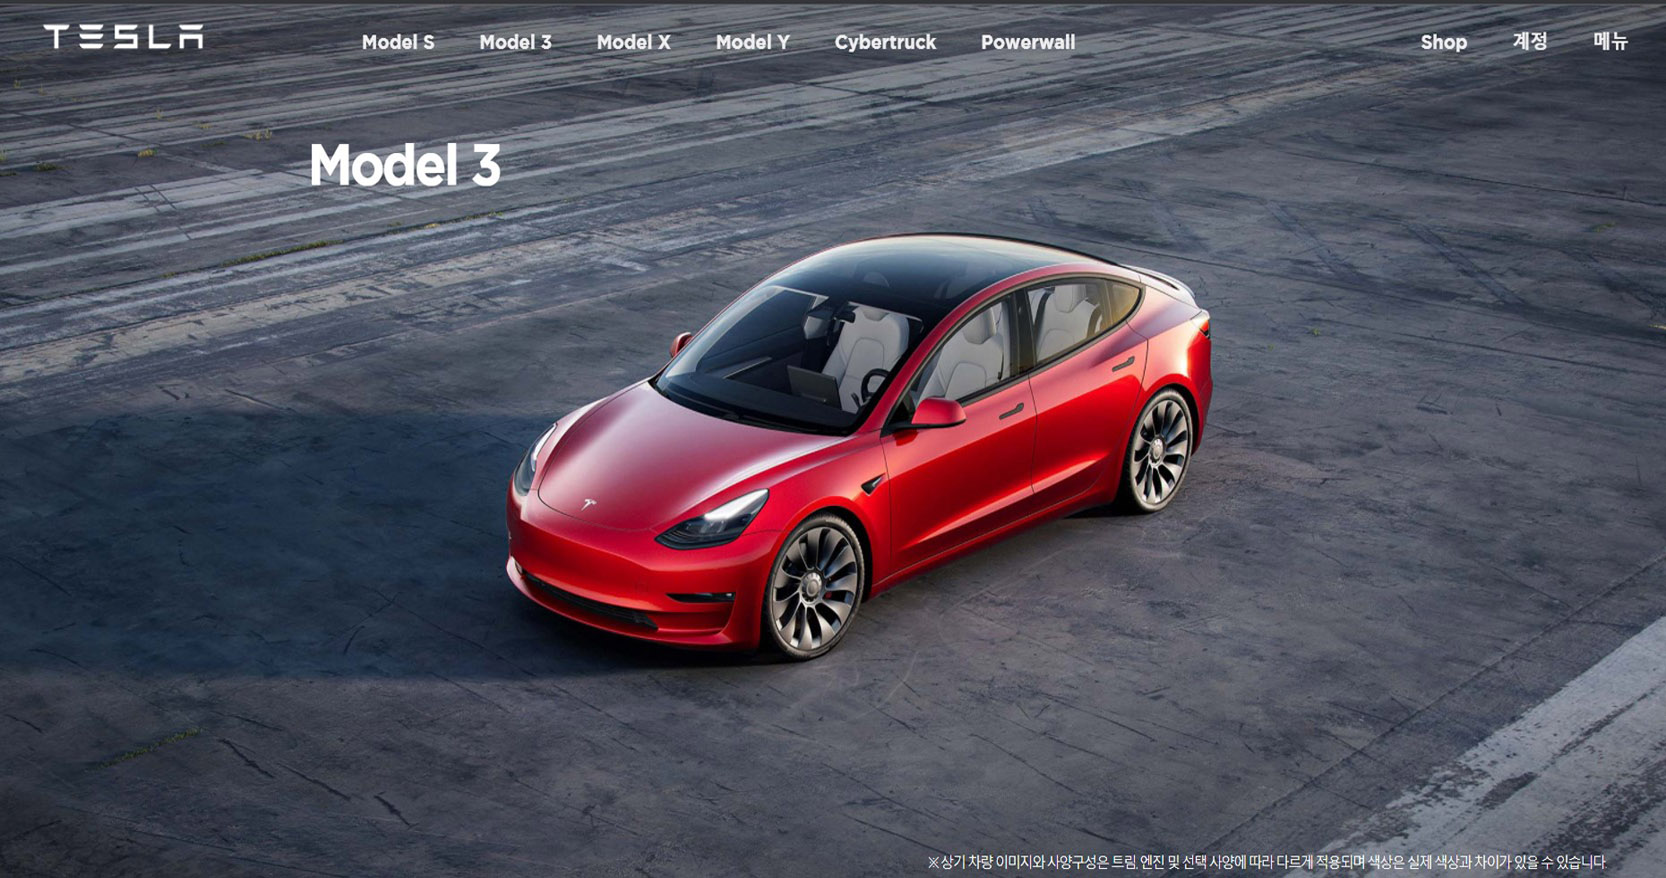 TESLA Model S Model 3 Model X Model Y Cybertruck Powerwall Shop 계정 메뉴
Model 3
※ 상기 차량 이미지와 사양구성은 트림, 엔진 및 선택 사양에 따라 다르게 적용되며 색상은 실제 색상과 차이가 있을 수 있습니다.